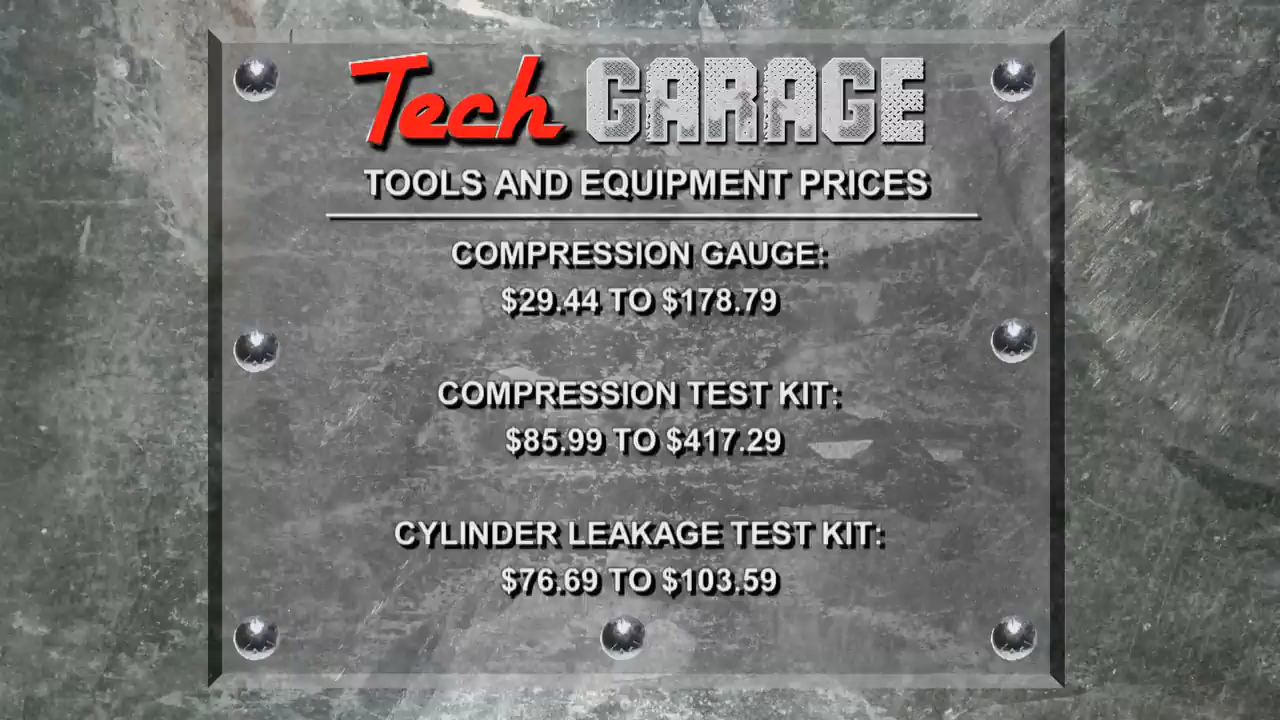 Tech GARAGE
TOOLS AND EQUIPMENT PRICES
COMPRESSION GAUGE:
$29.44 TO $178.79
COMPRESSION TEST KIT:
$85.99 TO $417.29
CYLINDER LEAKAGE TEST KIT:
$76.69 TO $103.59